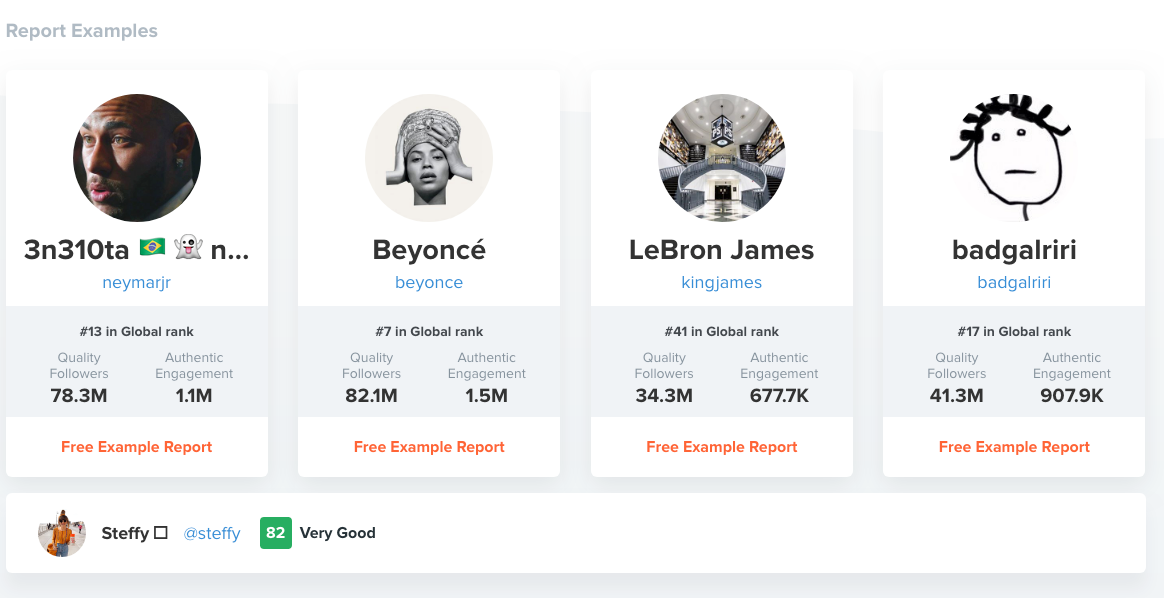 Report Examples
3n310ta 🇧🇷 👻 n...
neymarjr
#13 in Global rank
Quality Followers
Authentic Engagement
78.3M
1.1M
Free Example Report
Beyoncé
beyonce
#7 in Global rank
Quality Followers
Authentic Engagement
82.1M
1.5M
Free Example Report
LeBron James
kingjames
#41 in Global rank
Quality Followers
Authentic Engagement
34.3M
677.7K
Free Example Report
badgalriri
badgalriri
#17 in Global rank
Quality Followers
Authentic Engagement
41.3M
907.9K
Free Example Report
Steffy ☐ @steffy 82 Very Good